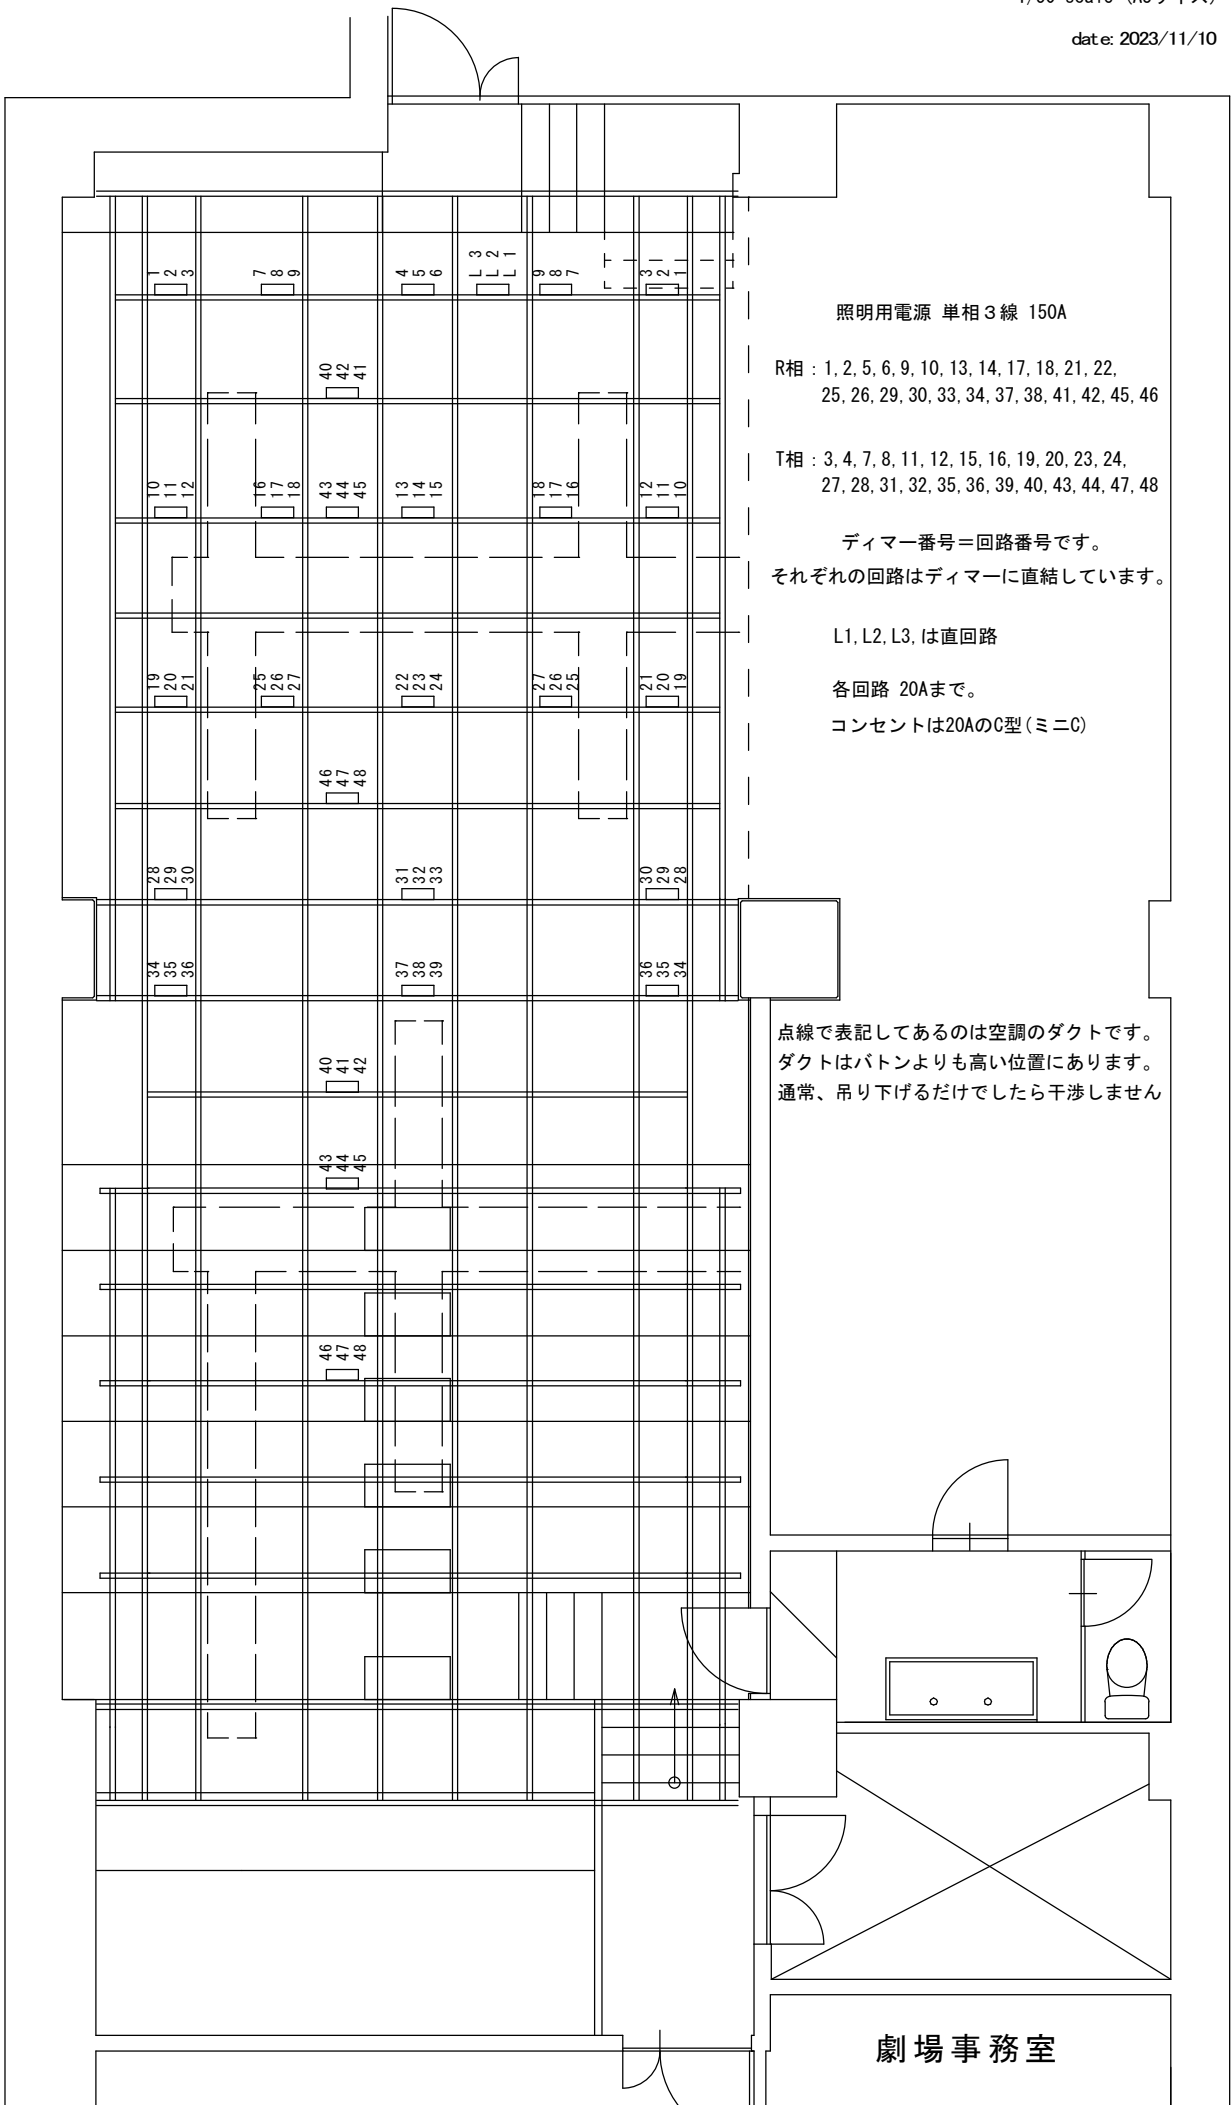 date: 2023/11/10
1 2 3
7 8 9
4 5 6
L3 L2 L1
9 8 7
3 2 1
照明用電源 単相３線 150A
R相：1, 2, 5, 6, 9, 10, 13, 14, 17, 18, 21, 22,
25, 26, 29, 30, 33, 34, 37, 38, 41, 42, 45, 46
40 42 41
T相：3, 4, 7, 8, 11, 12, 15, 16, 19, 20, 23, 24,
27, 28, 31, 32, 35, 36, 39, 40, 43, 44, 47, 48
10 11 12
16 17 18
43 44 45
13 14 15
18 17 16
12 11 10
ディマー番号＝回路番号です。
それぞれの回路はディマーに直結しています。
L1, L2, L3, は直回路
各回路 20Aまで。
コンセントは20AのC型(ミニC)
19 20 21
25 26 27
22 23 24
27 26 25
21 20 19
46 47 48
28 29 30
31 32 33
30 29 28
34 35 36
37 38 39
36 35 34
点線で表記してあるのは空調のダクトです。
ダクトはバトンよりも高い位置にあります。
通常、吊り下げるだけでしたら干渉しません
40 41 42
43 44 45
46 47 48
劇場事務室